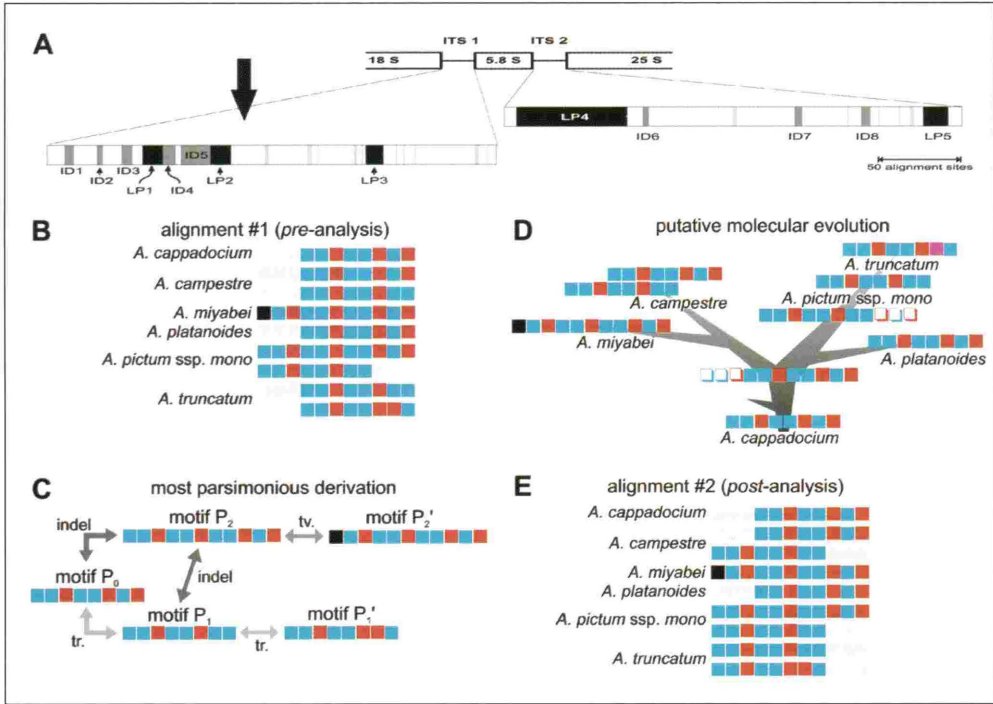 A
ITS 1
ITS 2
18 S
5.8 S
25 S
LP4
ID6
ID7
ID8
LP5
50 alignment sites
ID1
ID2
ID3
LP1
ID4
ID5
LP2
LP3
B
alignment #1 (pre-analysis)
A. cappadocium
A. campestre
A. miyabei
A. platanoides
A. pictum ssp. mono
A. truncatum
C
most parsimonious derivation
indel
motif P2
tv.
motif P2'
motif P0
indel
motif P1
motif P1'
tr.
tr.
D
putative molecular evolution
A. truncatum
A. campestre
A. pictum ssp. mono
A. miyabei
A. platanoides
A. cappadocium
E
alignment #2 (post-analysis)
A. cappadocium
A. campestre
A. miyabei
A. platanoides
A. pictum ssp. mono
A. truncatum